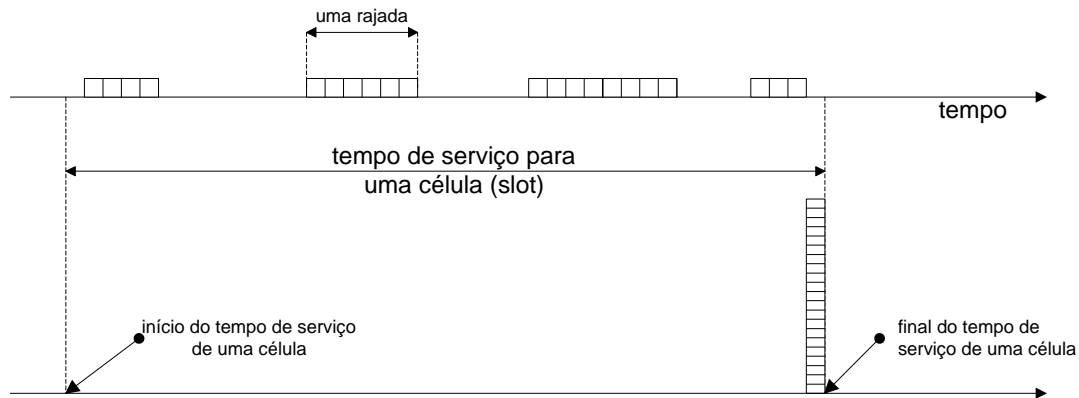 uma rajada
tempo
tempo de serviço para
uma célula (slot)
início do tempo de serviço
de uma célula
final do tempo de
serviço de uma célula